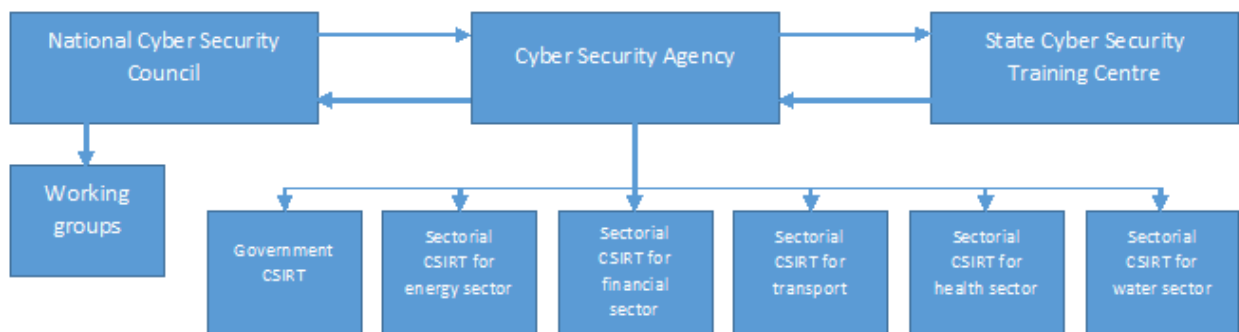 National Cyber Security
Council
Cyber Security Agency
State Cyber Security
Training Centre
Working
groups
Government
CSIRT
Sectorial
CSIRT for
energy sector
Sectorial
CSIRT for
financial
sector
Sectorial
CSIRT for
transport
Sectorial
CSIRT for
health sector
Sectorial
CSIRT for
water sector